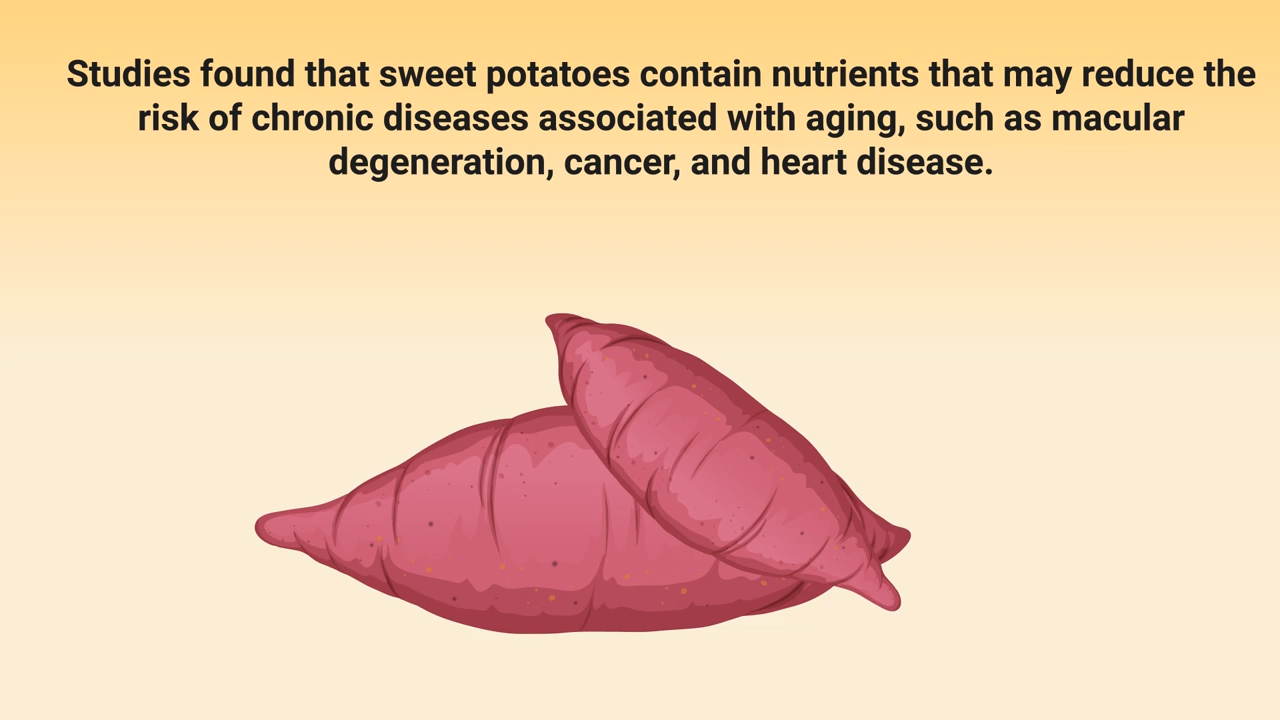 Studies found that sweet potatoes contain nutrients that may reduce the
risk of chronic diseases associated with aging, such as macular
degeneration, cancer, and heart disease.